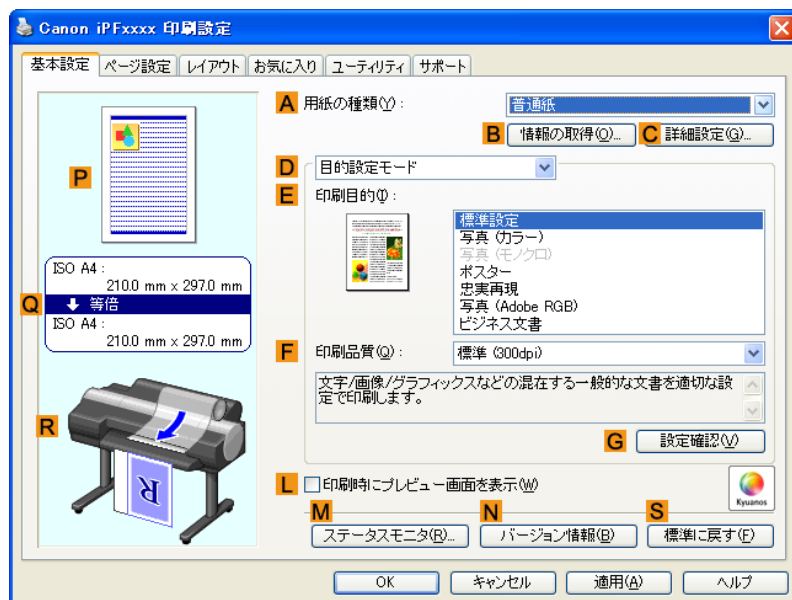 Canon iPFxxxx 印刷設定
基本設定 ページ設定 レイアウト お気に入り ユーティリティ サポート
A 用紙の種類(Y): 普通紙
B 情報の取得(O)... C 詳細設定(G)...
D 目的設定モード
P
E 印刷目的(I):
標準設定
写真 (カラー)
写真 (モノクロ)
ポスター
忠実再現
写真 (Adobe RGB)
ビジネス文書
ISO A4:
210.0 mm x 297.0 mm
Q 等倍
ISO A4:
210.0 mm x 297.0 mm
F 印刷品質(Q): 標準 (300dpi)
文字/画像/グラフィックスなどの混在する一般的な文書を適切な設
定で印刷します。
R
R
G 設定確認(V)
L 印刷時にプレビュー画面を表示(W)
Kyuanos
M N S
ステータスモニタ(R)... バージョン情報(B) 標準に戻す(F)
OK キャンセル 適用(A) ヘルプ